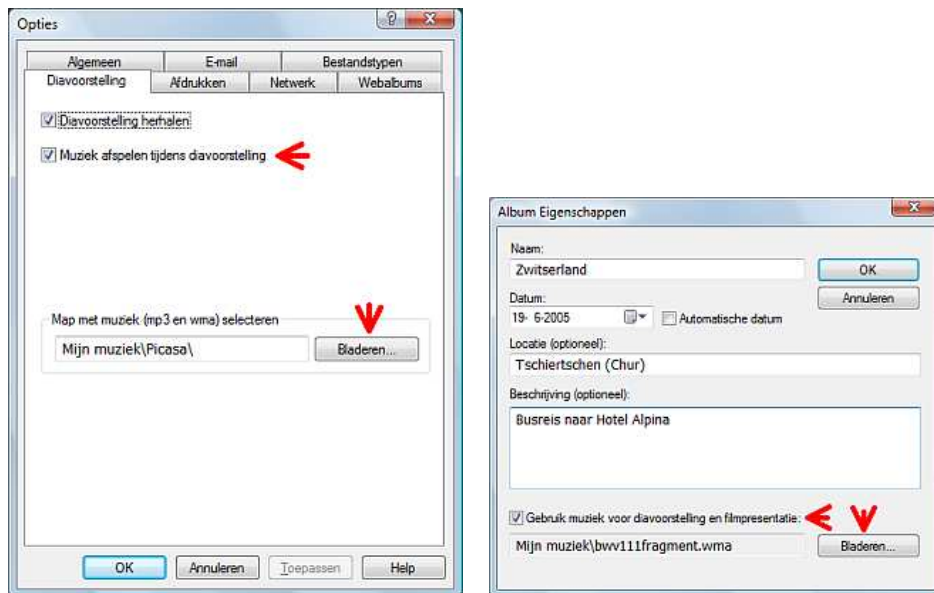 Opties
Algemeen E-mail Bestandstypen
Diavoorstelling Afdrukken Netwerk Webalbums
Diavoorstelling herhalen
Muziek afspelen tijdens diavoorstelling
Map met muziek (mp3 en wma) selecteren
Mijn muziek\Picasa\ Bladeren...
OK Annuleren Toepassen Help
Album Eigenschappen
Naam:
Zwitserland OK
Annuleren
Datum:
19- 6-2005 Automatische datum
Locatie (optioneel):
Tschiertschen (Chur)
Beschrijving (optioneel):
Busreis naar Hotel Alpina
Gebruik muziek voor diavoorstelling en filmpresentatie:
Mijn muziek\bwv111fragment.wma Bladeren...